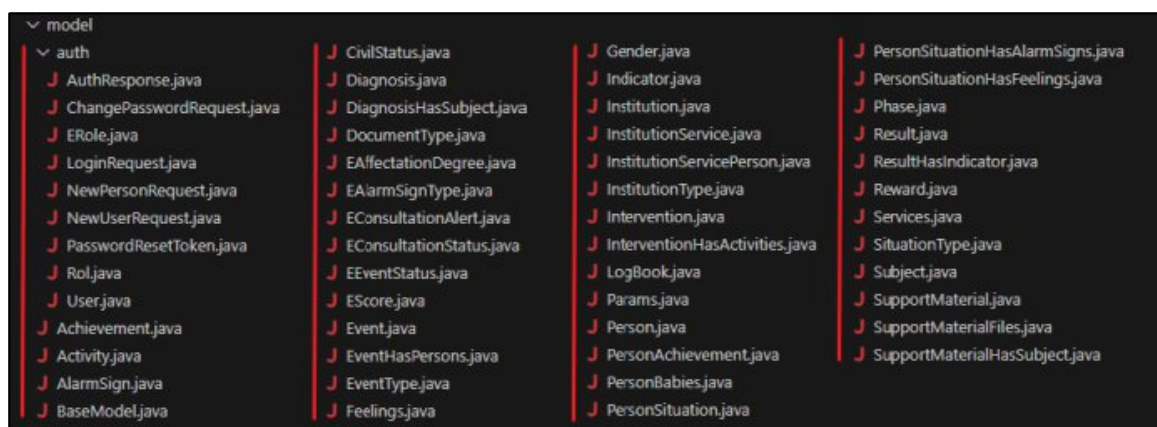 model
auth
AuthResponse.java
ChangePasswordRequest.java
ERole.java
LoginRequest.java
NewPersonRequest.java
NewUserRequest.java
PasswordResetToken.java
Rol.java
User.java
Achievement.java
Activity.java
AlarmSign.java
BaseModel.java
CivilStatus.java
Diagnosis.java
DiagnosisHasSubject.java
DocumentType.java
EAffectationDegree.java
EAlarmSignType.java
EConsultationAlert.java
EConsultationStatus.java
EEventStatus.java
EScore.java
Event.java
EventHasPersons.java
EventType.java
Feelings.java
Gender.java
Indicator.java
Institution.java
InstitutionService.java
InstitutionServicePerson.java
InstitutionType.java
Intervention.java
InterventionHasActivities.java
LogBook.java
Params.java
Person.java
PersonAchievement.java
PersonBabies.java
PersonSituation.java
PersonSituationHasAlarmSigns.java
PersonSituationHasFeelings.java
Phase.java
Result.java
ResultHasIndicator.java
Reward.java
Services.java
SituationType.java
Subject.java
SupportMaterial.java
SupportMaterialFiles.java
SupportMaterialHasSubject.java